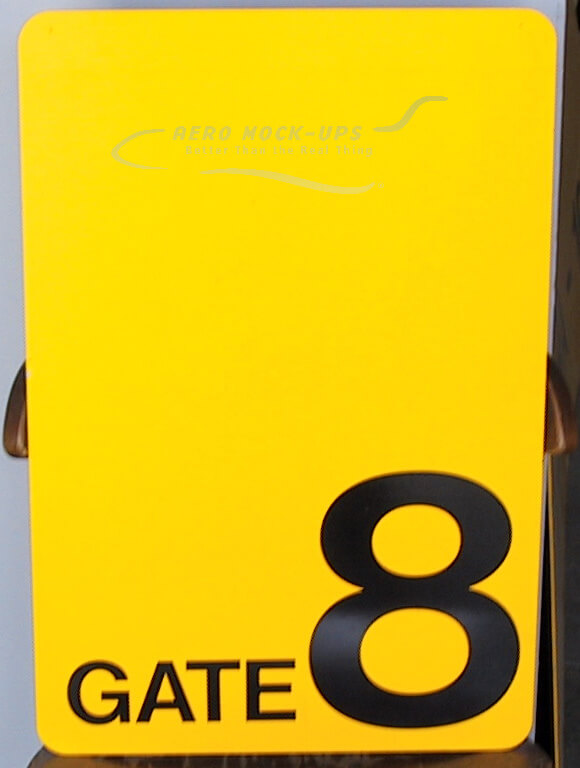 AERO MOCK-UPS
Better Than the Real Thing
GATE 8